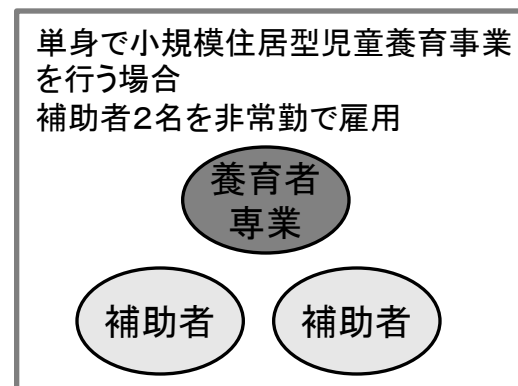 単身で小規模住居型児童養育事業
を行う場合
補助者2名を非常勤で雇用
養育者
専業
補助者 補助者